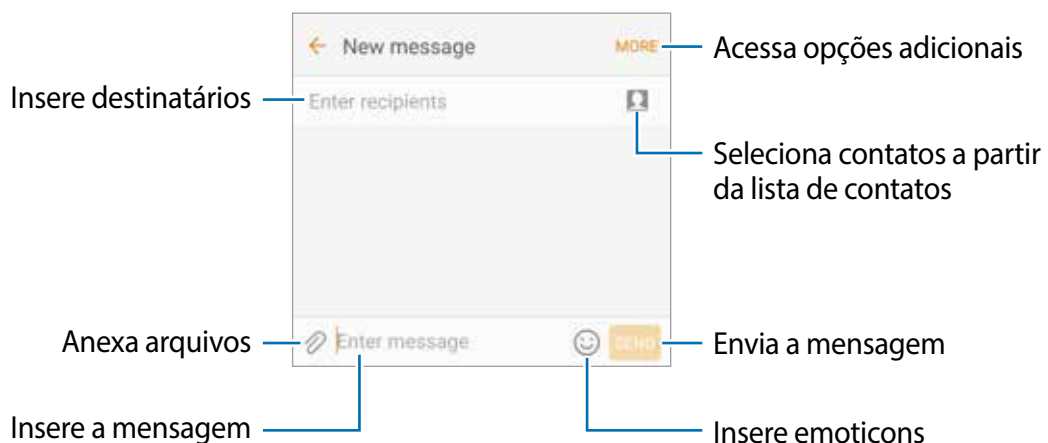 New message
MORE
Acessa opções adicionais
Insere destinatários
Enter recipients
Seleciona contatos a partir
da lista de contatos
Anexa arquivos
Enter message
SEND
Envia a mensagem
Insere a mensagem
Insere emoticons